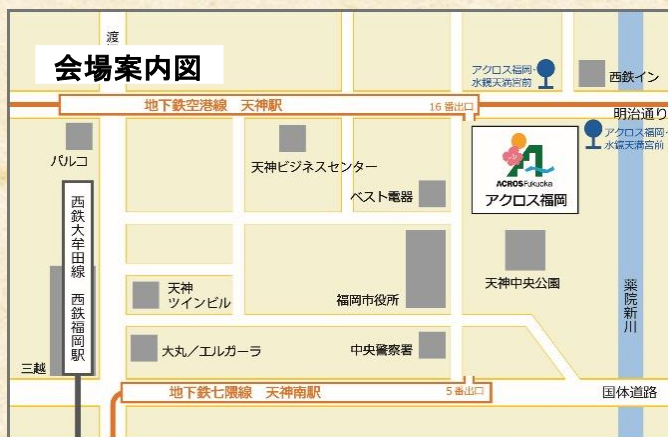 渡
会場案内図
アクロス福岡・
水鏡天満宮前
西鉄イン
地下鉄空港線 天神駅
16番出口
明治通り
パルコ
天神ビジネスセンター
ベスト電器
ACROS Fukuoka
アクロス福岡
アクロス福岡・
水鏡天満宮前
西鉄大牟田線 西鉄福岡駅
天神
ツインビル
福岡市役所
天神中央公園
薬院新川
三越
大丸/エルガーラ
中央警察署
地下鉄七隈線 天神南駅
5番出口
国体道路